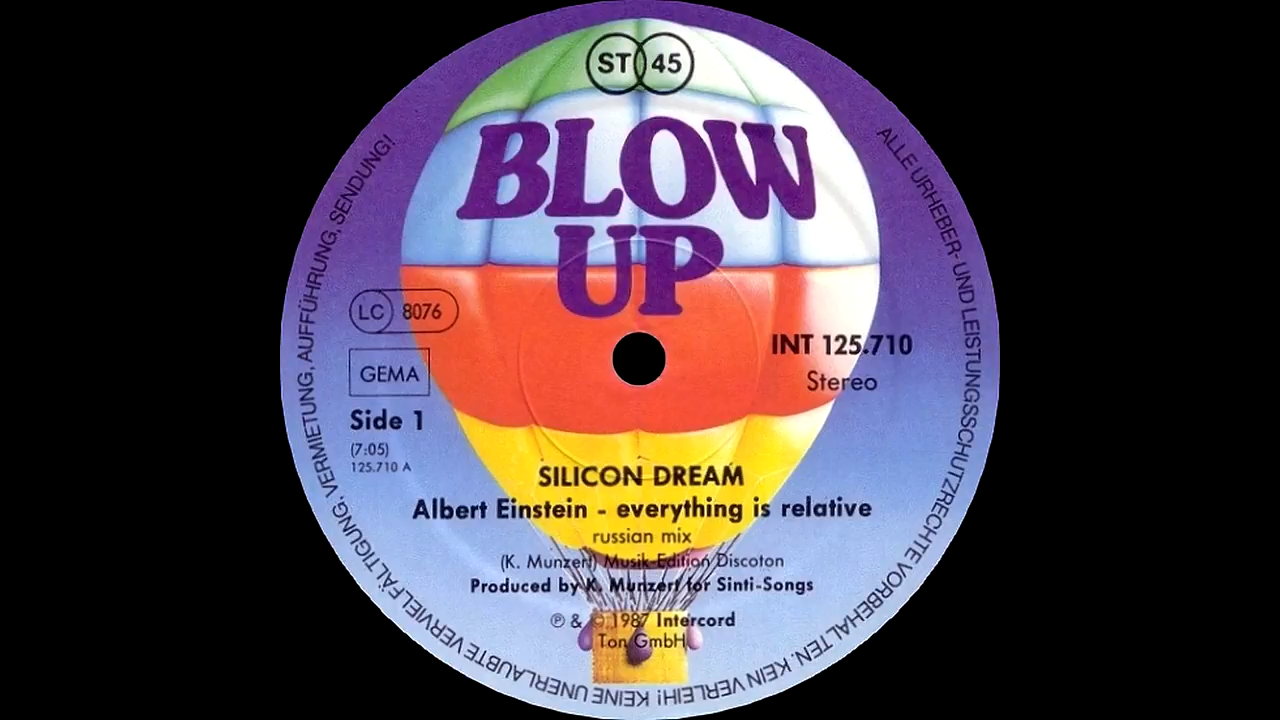 ST 45
BLOW
UP
LC 8076
GEMA
Side 1
(7:05)
125.710 A
INT 125.710
Stereo
SILICON DREAM
Albert Einstein - everything is relative
russian mix
(K. Munzert) Musik-Edition Discoton
Produced by K. Munzert for Sinti-Songs
℗ & © 1987 Intercord
Ton GmbH
ALLE URHEBER- UND LEISTUNGSSCHUTZRECHTE VORBEHALTEN. KEIN VERLEIH! KEINE UNERLAUBTE VERVIELFÄLTIGUNG, VERMIETUNG, AUFFÜHRUNG, SENDUNG!